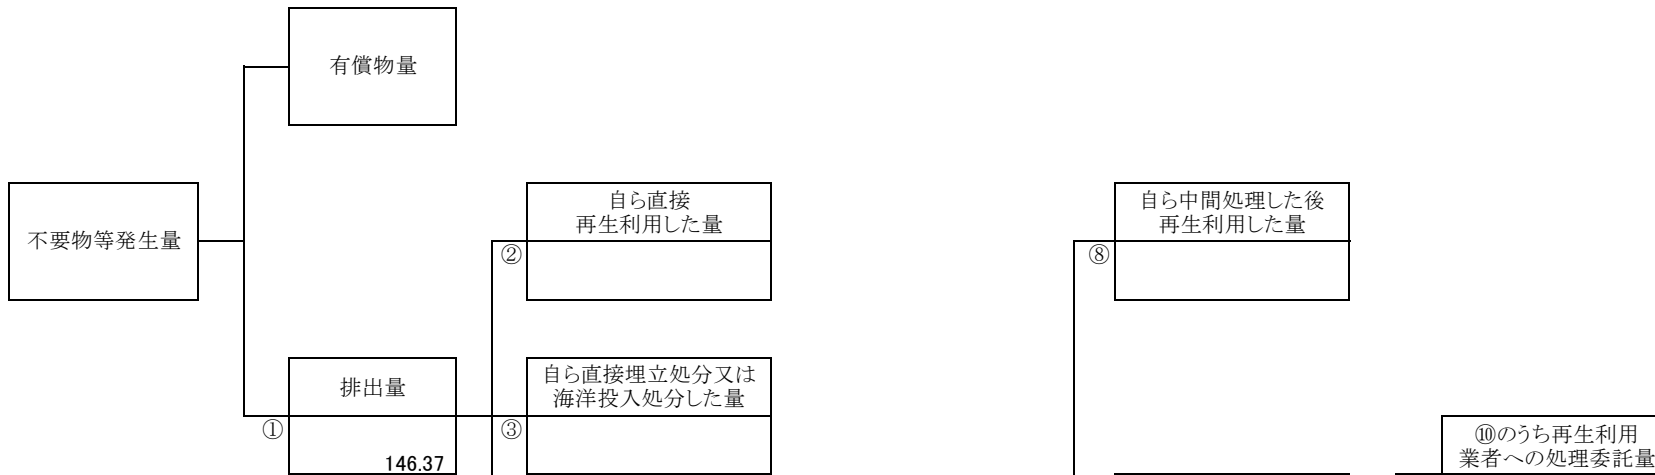 有償物量
不要物等発生量
自ら直接
再生利用した量
②
自ら中間処理した後
再生利用した量
⑧
排出量
①
146.37
自ら直接埋立処分又は
海洋投入処分した量
③
⑩のうち再生利用
業者への処理委託量